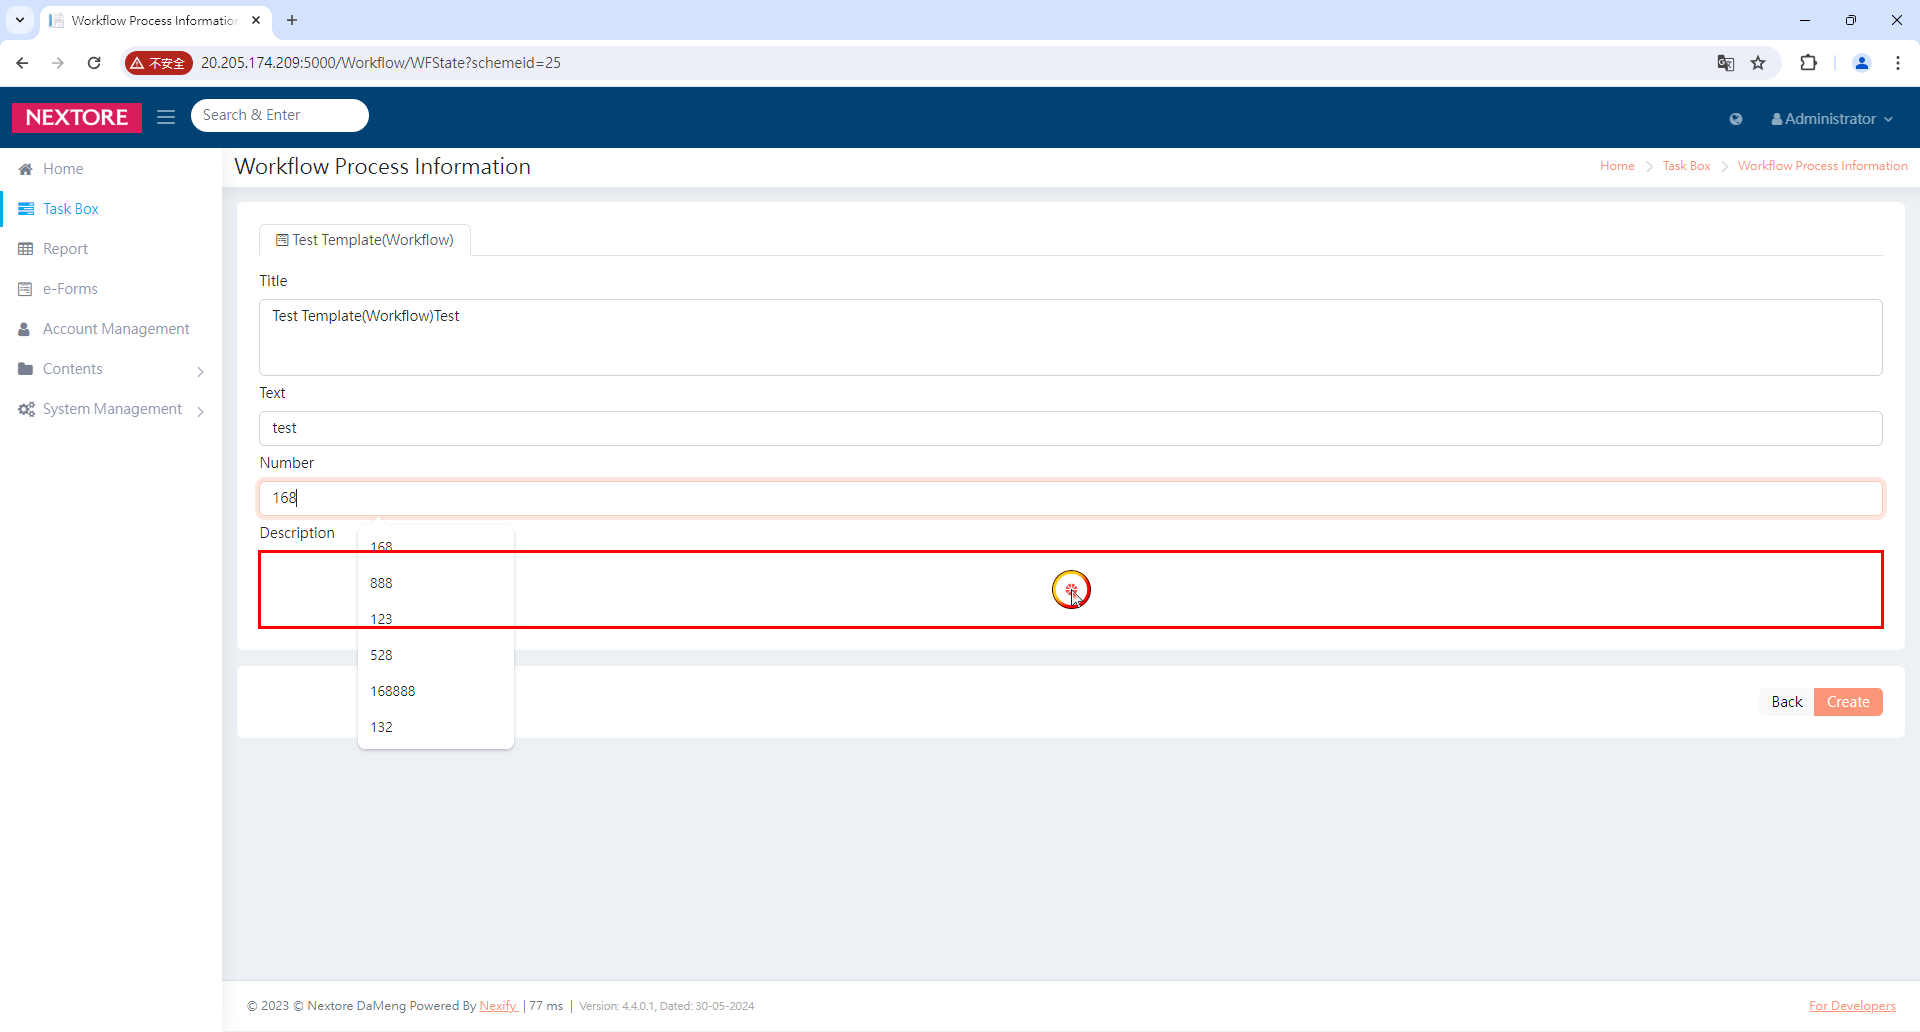 Workflow Process Information
不安全
20.205.174.209:5000/Workflow/WFState?schemeid=25
NEXTORE
Search & Enter
Administrator
Home
Task Box
Report
e-Forms
Account Management
Contents
System Management
Workflow Process Information
Home
Task Box
Workflow Process Information
Test Template(Workflow)
Title
Test Template(Workflow)Test
Text
test
Number
168
Description
168
888
123
528
168888
132
Back
Create
© 2023 © Nextore DaMeng Powered By Nexify | 77 ms | Version: 4.4.0.1, Dated: 30-05-2024
For Developers